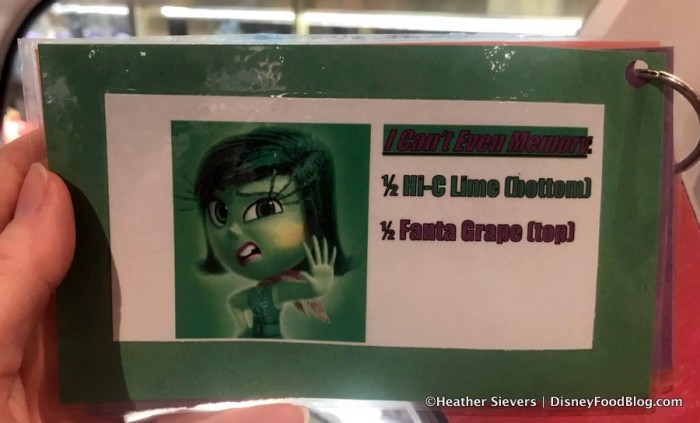 I Can't Even Memory
½ Hi-C Lime (bottom)
½ Fanta Grape (top)
©Heather Sievers | DisneyFoodBlog.com